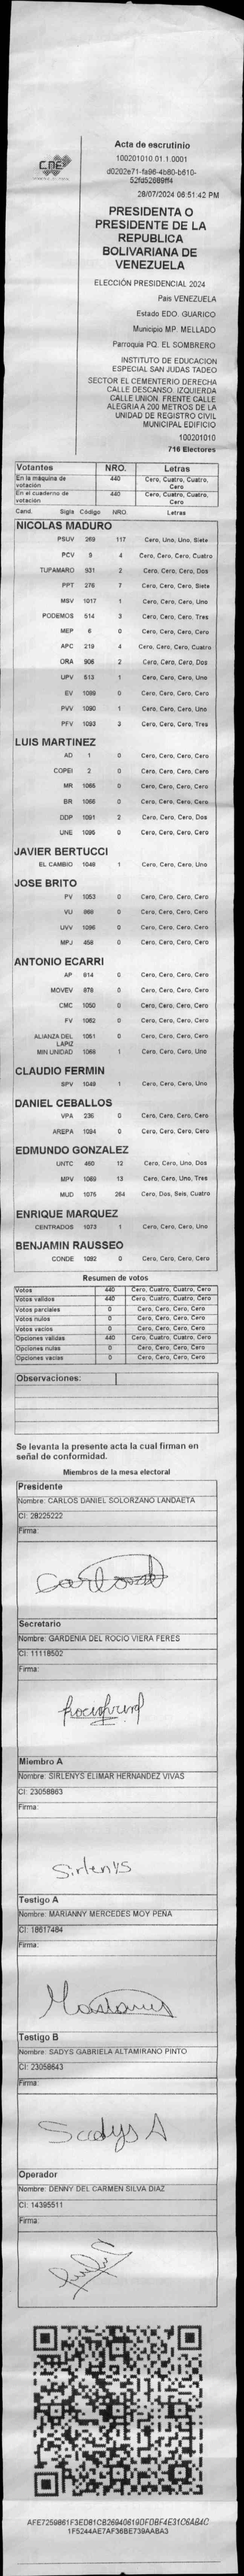 CNE
Acta de escrutinio
100201010 01.1.0001
d0202e71-fa96-4b80-b610-
52fd52689ff4
28/07/2024 06:51:42 PM
PRESIDENTA O
PRESIDENTE DE LA
REPUBLICA
BOLIVARIANA DE
VENEZUELA
ELECCIÓN PRESIDENCIAL 2024
Pais VENEZUELA
Estado EDO. GUARICO
Municipio MP. MELLADO
Parroquia PQ. EL SOMBRERO
INSTITUTO DE EDUCACION
ESPECIAL SAN JUDAS TADEO
SECTOR EL CEMENTERIO DERECHA
CALLE DESCANSO. IZQUIERDA
CALLE UNION. FRENTE CALLE
ALEGRIA A 200 METROS DE LA
UNIDAD DE REGISTRO CIVIL
MUNICIPAL EDIFICIO
100201010
716 Electores
Votantes NRO. Letras
En la máquina de votación 440 Cero, Cuatro, Cuatro, Cero
En el cuaderno de votación 440 Cero, Cuatro, Cuatro, Cero
Cand. Sigla Código NRO. Letras
NICOLAS MADURO
PSUV 269 117 Cero, Uno, Uno, Siete
PCV 9 4 Cero, Cero, Cero, Cuatro
TUPAMARO 931 2 Cero, Cero, Cero, Dos
PPT 276 7 Cero, Cero, Cero, Siete
MSV 1017 1 Cero, Cero, Cero, Uno
PODEMOS 514 3 Cero, Cero, Cero, Tres
MEP 6 0 Cero, Cero, Cero, Cero
APC 219 4 Cero, Cero, Cero, Cuatro
ORA 906 2 Cero, Cero, Cero, Dos
UPV 513 1 Cero, Cero, Cero, Uno
EV 1099 0 Cero, Cero, Cero, Cero
PVV 1090 1 Cero, Cero, Cero, Uno
PFV 1093 3 Cero, Cero, Cero, Tres
LUIS MARTINEZ
AD 1 0 Cero, Cero, Cero, Cero
COPEI 2 0 Cero, Cero, Cero, Cero
MR 1065 0 Cero, Cero, Cero, Cero
BR 1066 0 Cero, Cero, Cero, Cero
DDP 1091 2 Cero, Cero, Cero, Dos
UNE 1095 0 Cero, Cero, Cero, Cero
JAVIER BERTUCCI
EL CAMBIO 1048 1 Cero, Cero, Cero, Uno
JOSE BRITO
PV 1053 0 Cero, Cero, Cero, Cero
VU 868 0 Cero, Cero, Cero, Cero
UVV 1096 0 Cero, Cero, Cero, Cero
MPJ 458 0 Cero, Cero, Cero, Cero
ANTONIO ECARRI
AP 814 0 Cero, Cero, Cero, Cero
MOVEV 878 0 Cero, Cero, Cero, Cero
CMC 1050 0 Cero, Cero, Cero, Cero
FV 1062 0 Cero, Cero, Cero, Cero
ALIANZA DEL LAPIZ 1051 0 Cero, Cero, Cero, Cero
MIN UNIDAD 1068 1 Cero, Cero, Cero, Uno
CLAUDIO FERMIN
SPV 1049 1 Cero, Cero, Cero, Uno
DANIEL CEBALLOS
VPA 236 0 Cero, Cero, Cero, Cero
AREPA 1094 0 Cero, Cero, Cero, Cero
EDMUNDO GONZALEZ
UNTC 460 12 Cero, Cero, Uno, Dos
MPV 1089 13 Cero, Cero, Uno, Tres
MUD 1076 264 Cero, Dos, Seis, Cuatro
ENRIQUE MARQUEZ
CENTRADOS 1073 1 Cero, Cero, Cero, Uno
BENJAMIN RAUSSEO
CONDE 1092 0 Cero, Cero, Cero, Cero
Resumen de votos
Votos 440 Cero, Cuatro, Cuatro, Cero
Votos validos 440 Cero, Cuatro, Cuatro, Cero
Votos parciales 0 Cero, Cero, Cero, Cero
Votos nulos 0 Cero, Cero, Cero, Cero
Votos vacios 0 Cero, Cero, Cero, Cero
Opciones validas 440 Cero, Cuatro, Cuatro, Cero
Opciones nulas 0 Cero, Cero, Cero, Cero
Opciones vacias 0 Cero, Cero, Cero, Cero
Observaciones:
Se levanta la presente acta la cual firman en
señal de conformidad.
Miembros de la mesa electoral
Presidente
Nombre: CARLOS DANIEL SOLORZANO LANDAETA
CI: 28225222
Firma:
Secretario
Nombre: GARDENIA DEL ROCIO VIERA FERES
CI: 11118502
Firma:
Miembro A
Nombre: SIRLENYS ELIMAR HERNANDEZ VIVAS
CI: 23058863
Firma:
Sirlenys
Testigo A
Nombre: MARIANNY MERCEDES MOY PEÑA
CI: 18617484
Firma:
Testigo B
Nombre: SADYS GABRIELA ALTAMIRANO PINTO
CI: 23058643
Firma:
Sadys A
Operador
Nombre: DENNY DEL CARMEN SILVA DIAZ
CI: 14395511
Firma:
AFE7259861F3ED81CB26940619DFDBF4E31C6AB4C
1F5244AE7AF36BE739AABA3